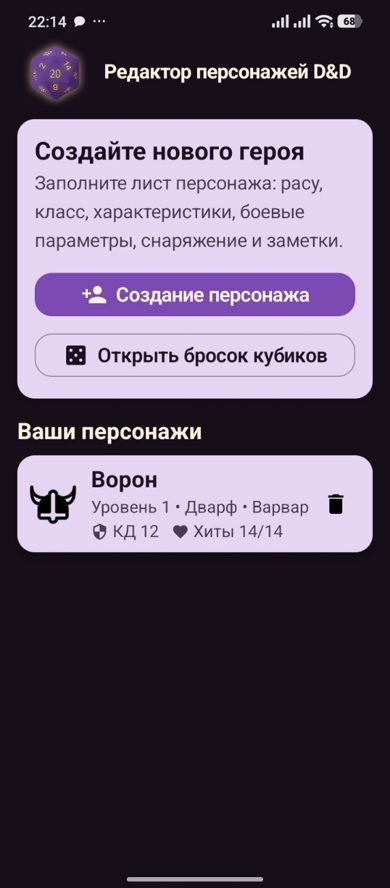 22:14
68
20
Редактор персонажей D&D
Создайте нового героя
Заполните лист персонажа: расу,
класс, характеристики, боевые
параметры, снаряжение и заметки.
Создание персонажа
Открыть бросок кубиков
Ваши персонажи
Ворон
Уровень 1 • Дварф • Варвар
КД 12 Хиты 14/14